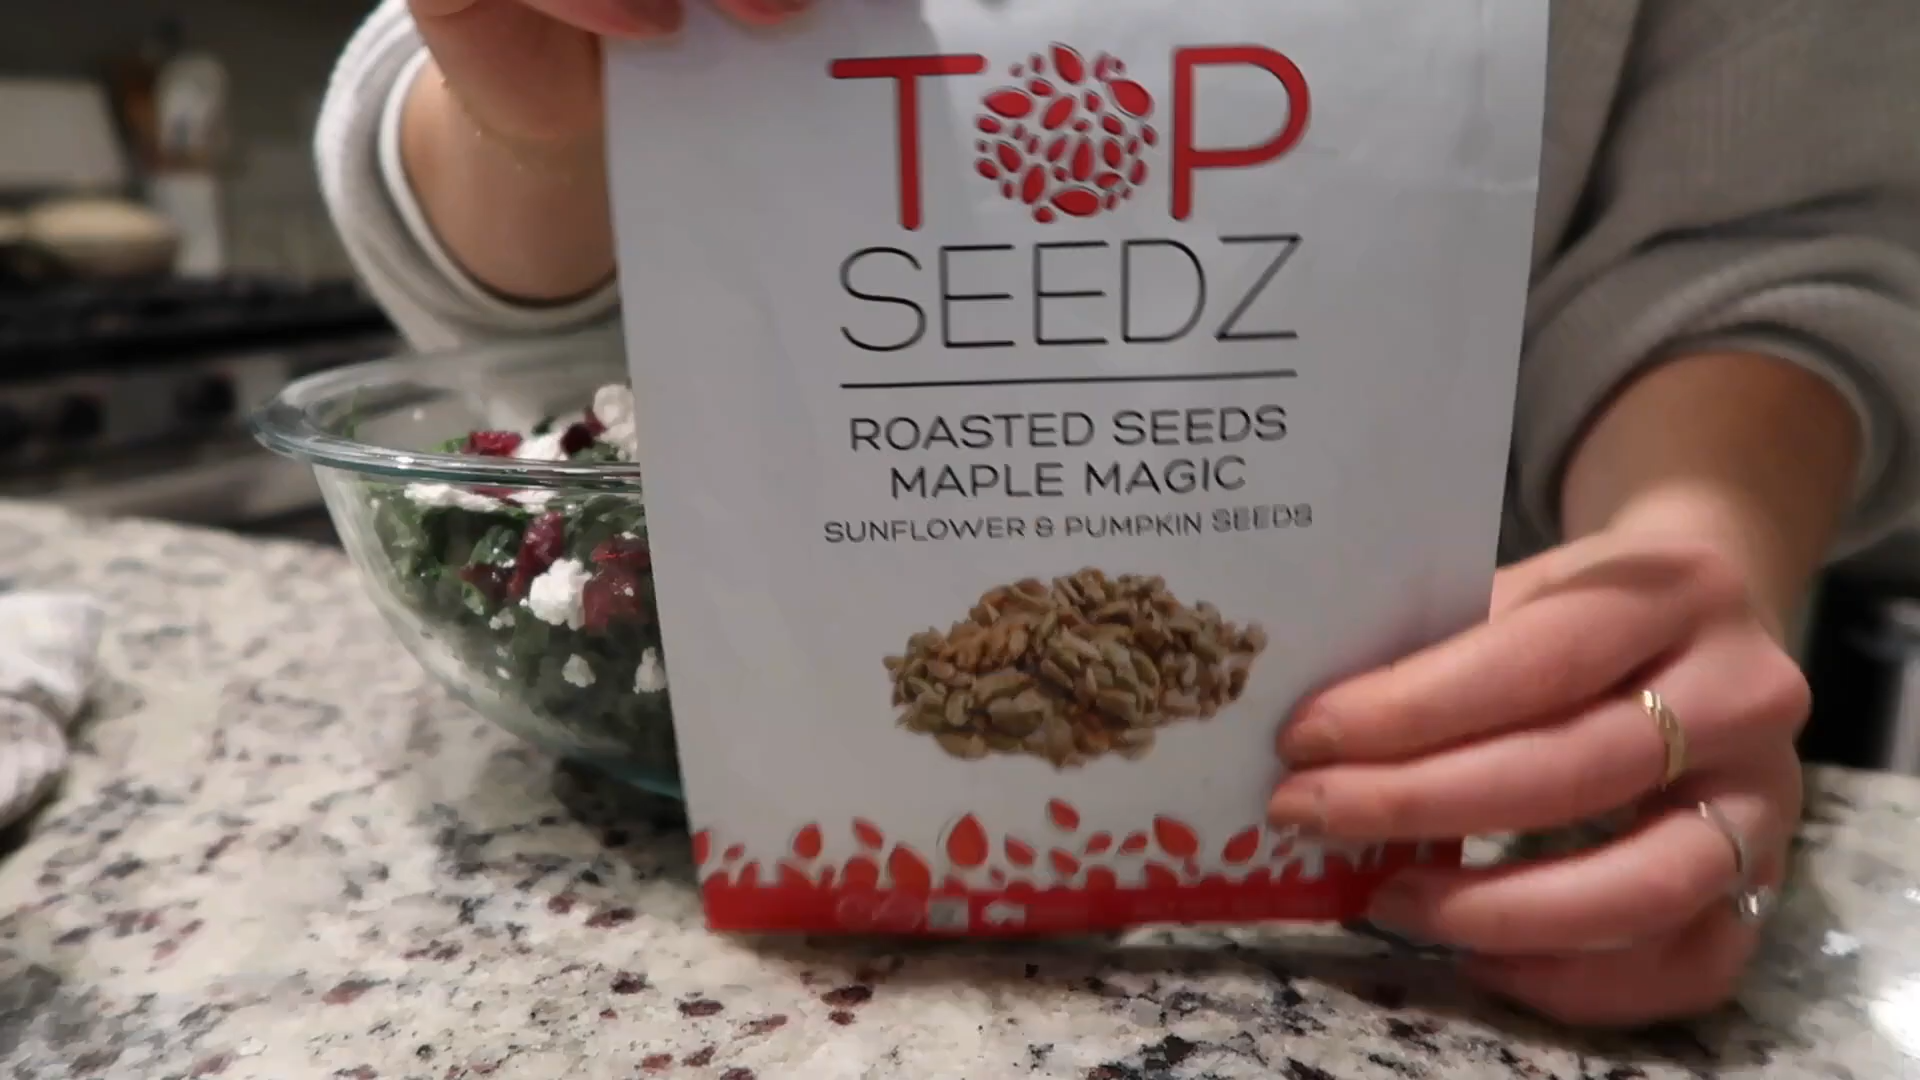 TOP
SEEDZ
ROASTED SEEDS
MAPLE MAGIC
SUNFLOWER & PUMPKIN SEEDS